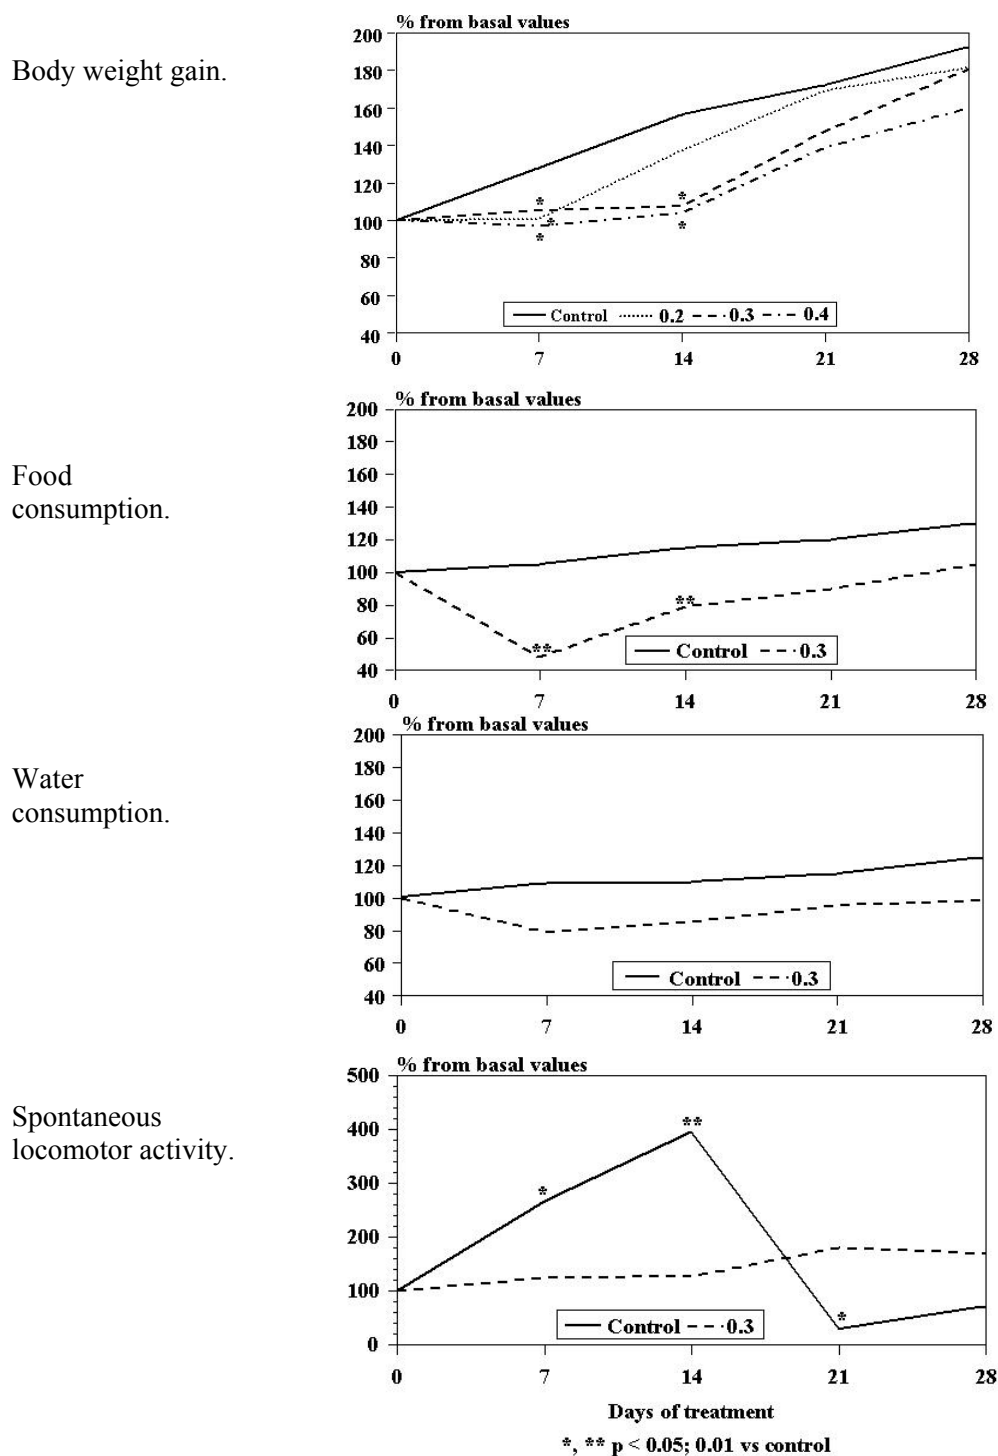 Body weight gain.
% from basal values
200
180
160
140
120
100
80
60
40
* * * * *
Control 0.2 0.3 0.4
0 7 14 21 28
Food
consumption.
% from basal values
200
180
160
140
120
100
80
60
40
** **
Control 0.3
0 7 14 21 28
Water
consumption.
% from basal values
200
180
160
140
120
100
80
60
40
Control 0.3
0 7 14 21 28
Spontaneous
locomotor activity.
% from basal values
500
400
300
200
100
0
* ** *
Control 0.3
0 7 14 21 28
Days of treatment
*, ** p < 0.05; 0.01 vs control